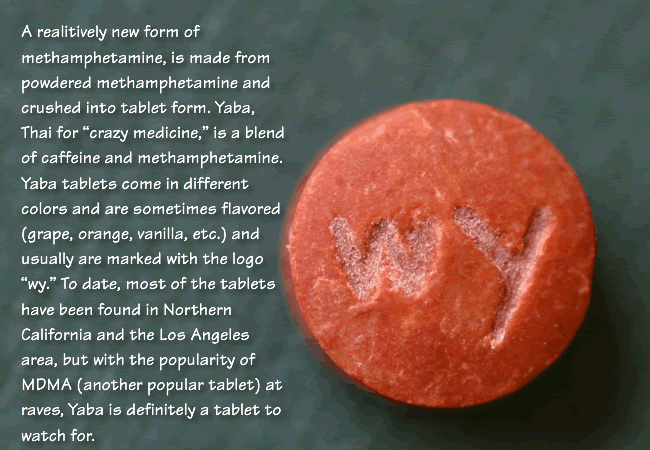 A realitively new form of
methamphetamine, is made from
powdered methamphetamine and
crushed into tablet form. Yaba,
Thai for “crazy medicine,” is a blend
of caffeine and methamphetamine.
Yaba tablets come in different
colors and are sometimes flavored
(grape, orange, vanilla, etc.) and
usually are marked with the logo
“wy.” To date, most of the tablets
have been found in Northern
California and the Los Angeles
area, but with the popularity of
MDMA (another popular tablet) at
raves, Yaba is definitely a tablet to
watch for.
WY